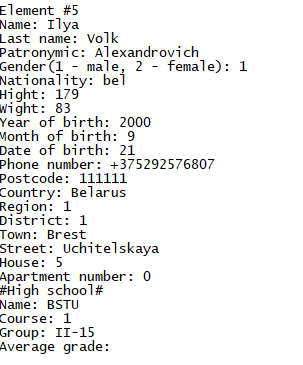 Element #5
Name: Ilya
Last name: Volk
Patronymic: Alexandrovich
Gender(1 - male, 2 - female): 1
Nationality: bel
Hight: 179
Wight: 83
Year of birth: 2000
Month of birth: 9
Date of birth: 21
Phone number: +375292576807
Postcode: 111111
Country: Belarus
Region: 1
District: 1
Town: Brest
Street: Uchitelskaya
House: 5
Apartment number: 0
#High school#
Name: BSTU
Course: 1
Group: II-15
Average grade: